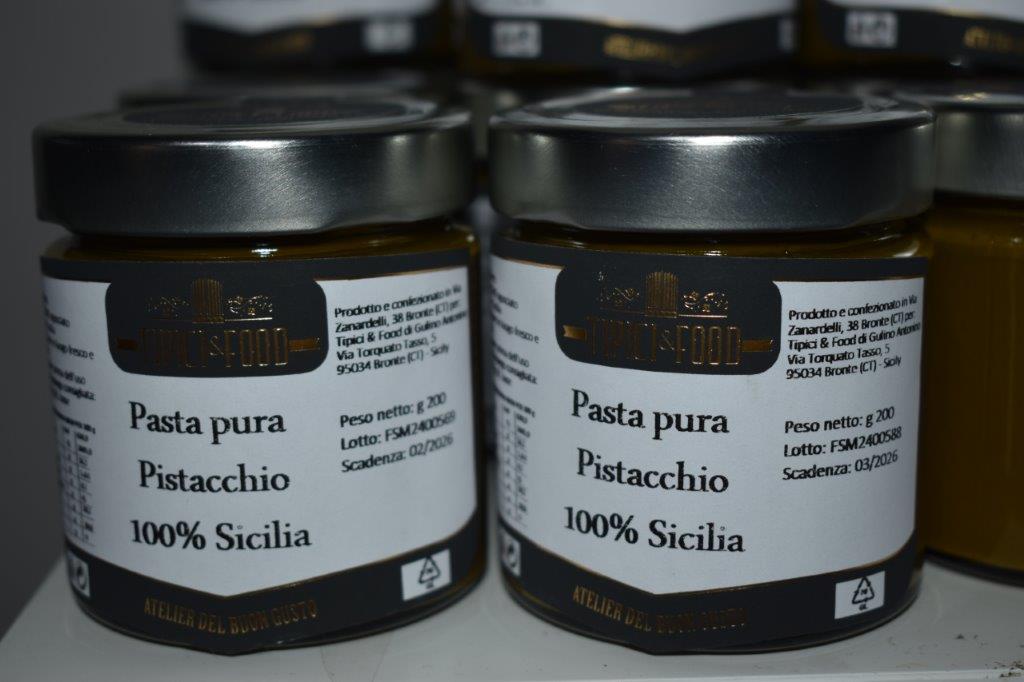 TIPICI & FOOD
Prodotto e confezionato in Via
Zanardelli, 38 Bronte (CT) per:
Tipici & Food di Gulino Antonino
Via Torquato Tasso, 5
95034 Bronte (CT) - Sicily
Pasta pura
Pistacchio
100% Sicilia
Peso netto: g 200
Lotto: FSM2400569
Scadenza: 02/2026
ATELIER DEL BUON GUSTO
TIPICI & FOOD
Prodotto e confezionato in Via
Zanardelli, 38 Bronte (CT) per:
Tipici & Food di Gulino Antonino
Via Torquato Tasso, 5
95034 Bronte (CT) - Sicily
Pasta pura
Pistacchio
100% Sicilia
Peso netto: g 200
Lotto: FSM2400588
Scadenza: 03/2026
ATELIER DEL BUON GUSTO